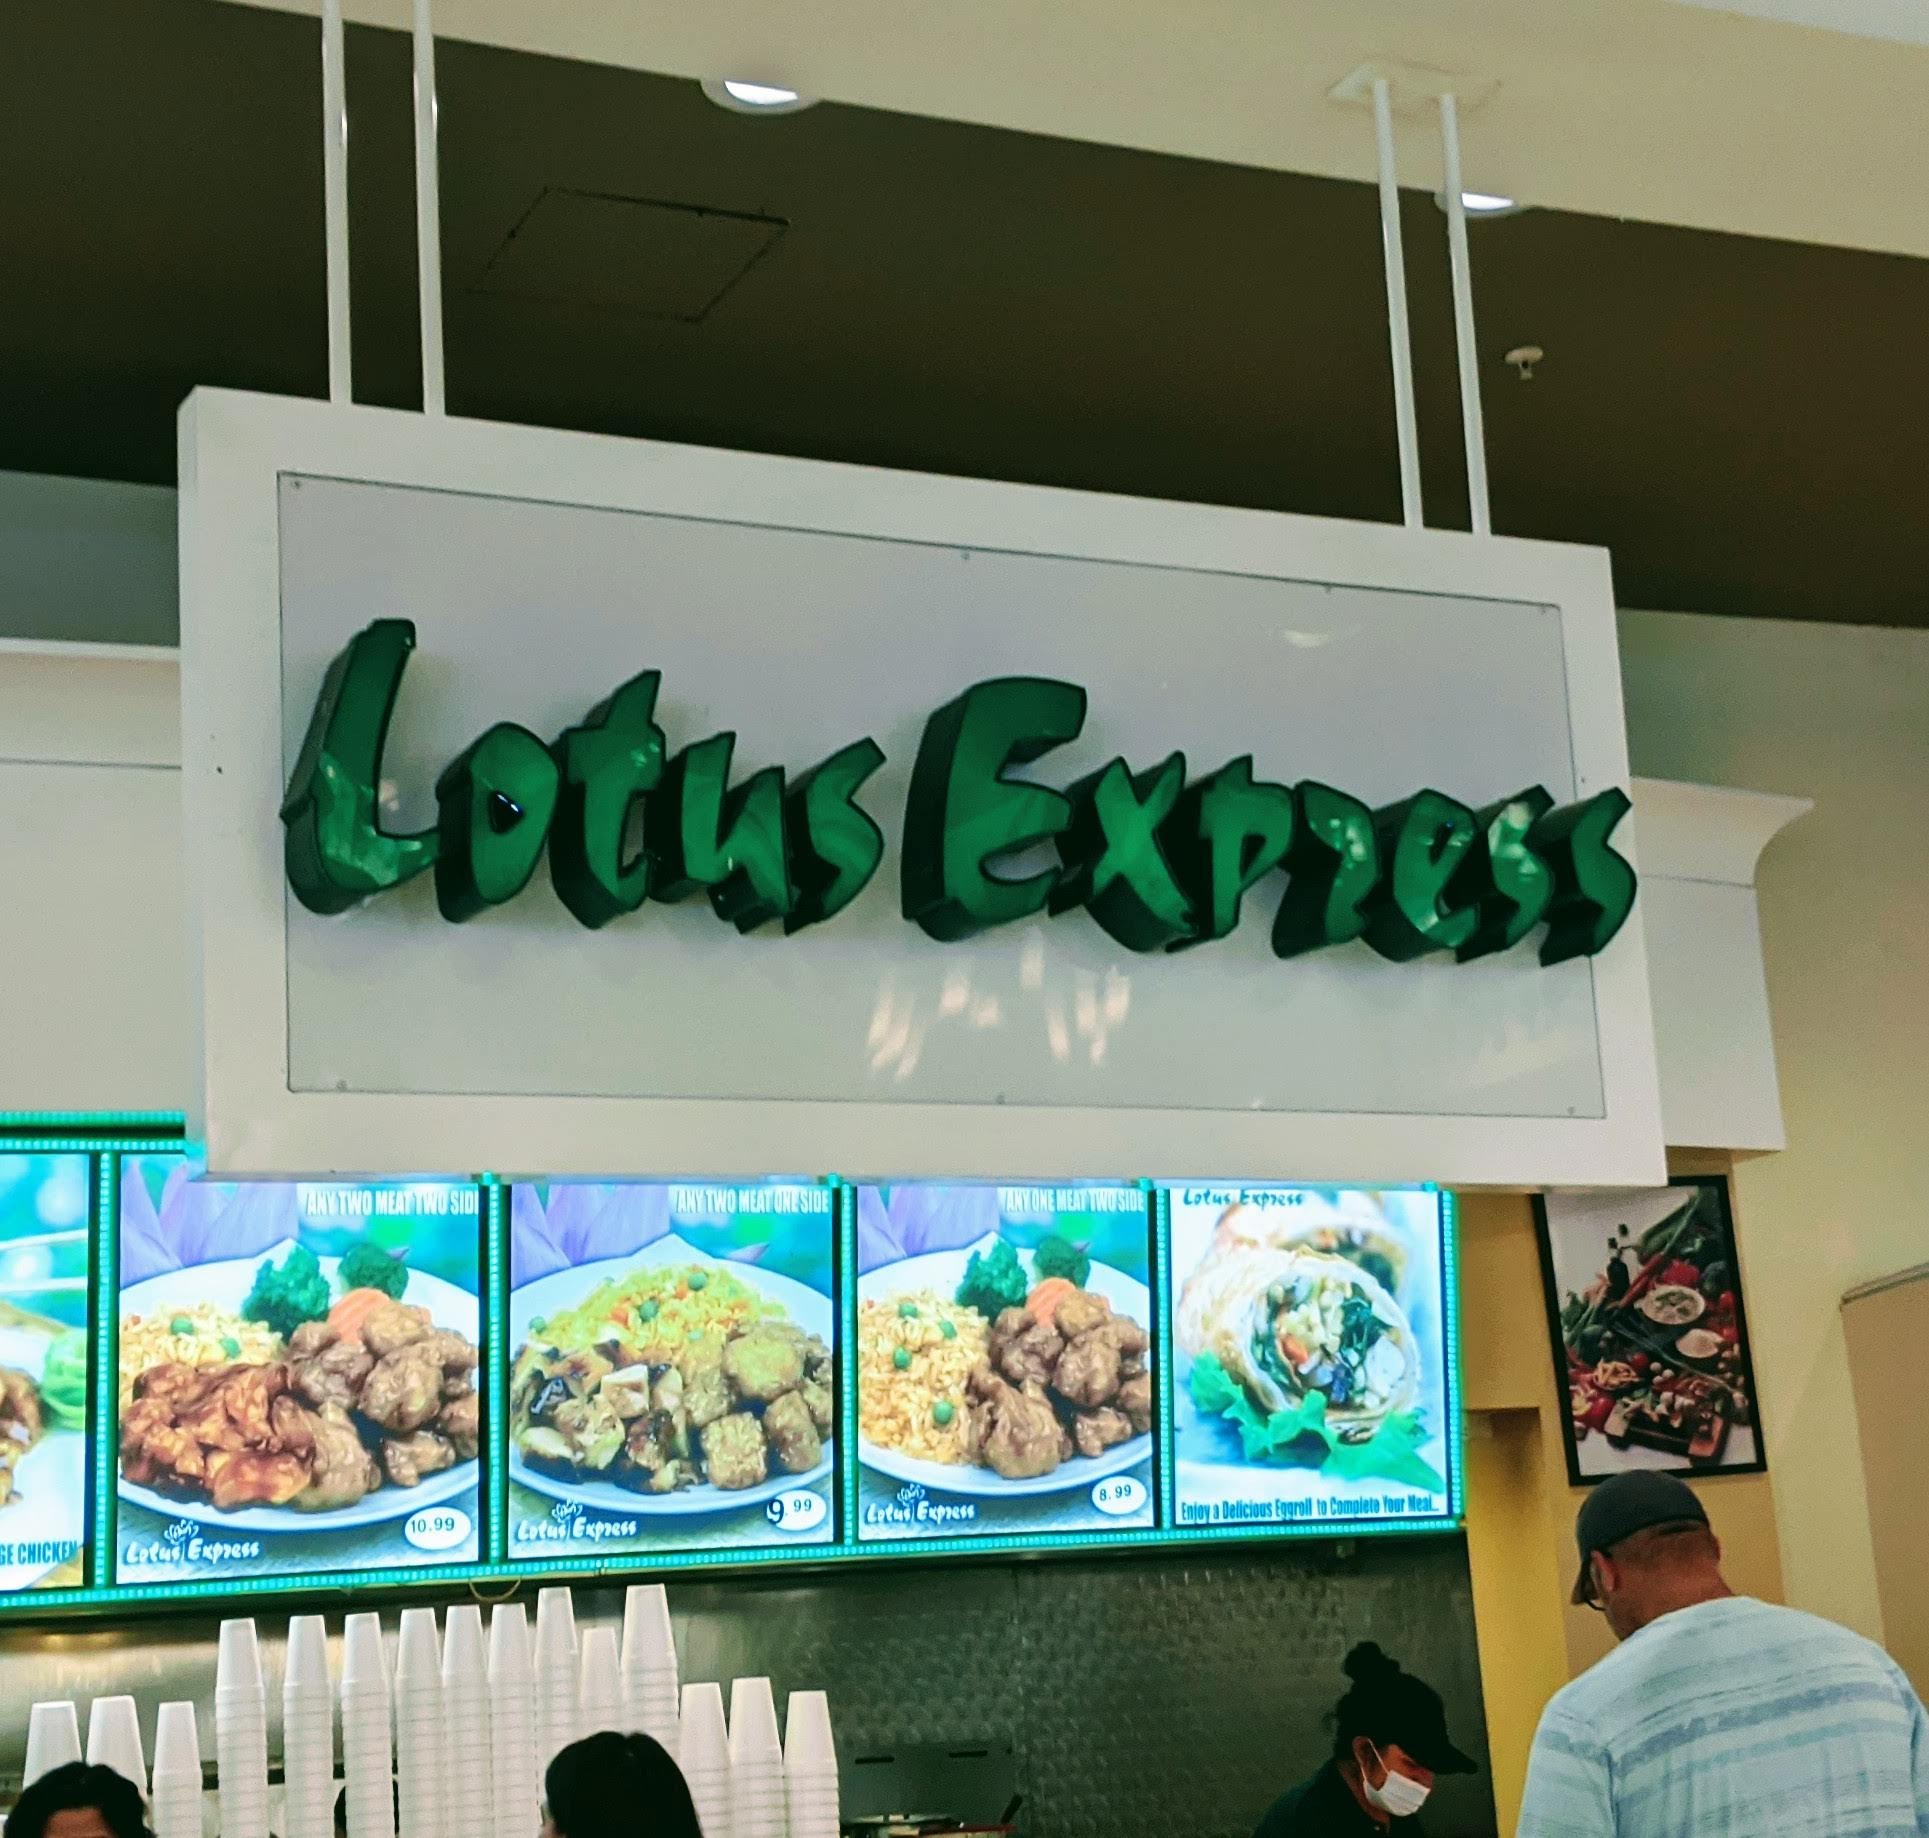 Lotus Express
ANY TWO MEAT TWO SIDE
ANY TWO MEAT ONE SIDE
ANY ONE MEAT TWO SIDE
Lotus Express
CHICKEN
Lotus Express
10.99
Lotus Express
9.99
Lotus Express
8.99
Enjoy a Delicious Eggroll to Complete Your Meal...